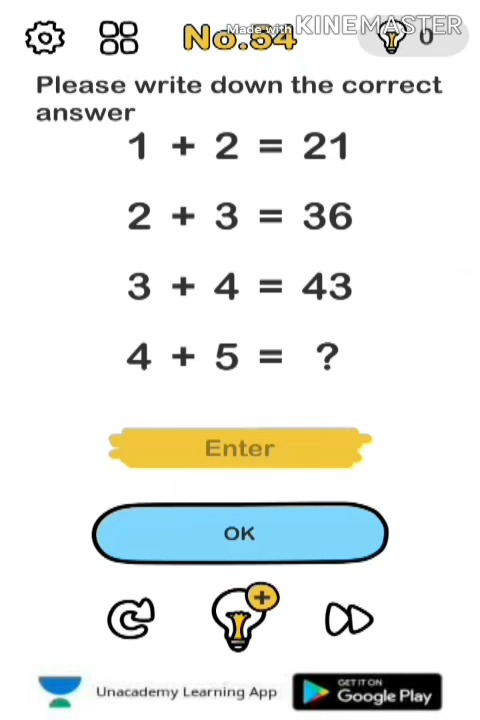 No.54
Made with KINEMASTER
0
Please write down the correct
answer
1 + 2 = 21
2 + 3 = 36
3 + 4 = 43
4 + 5 = ?
Enter
OK
Unacademy Learning App
GET IT ON
Google Play